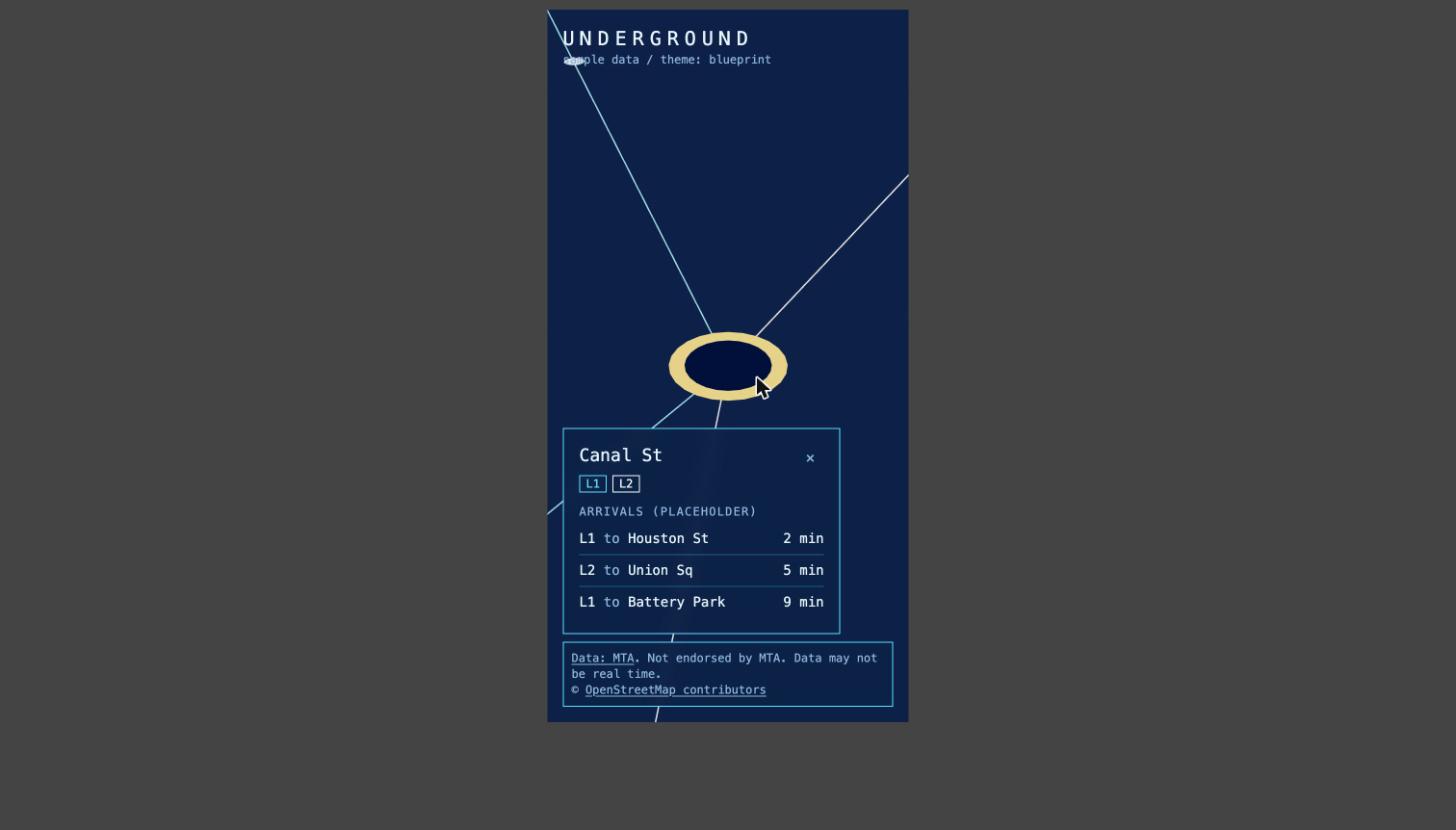 UNDERGROUND
sample data / theme: blueprint
Canal St ×
L1 L2
ARRIVALS (PLACEHOLDER)
L1 to Houston St 2 min
L2 to Union Sq 5 min
L1 to Battery Park 9 min
Data: MTA. Not endorsed by MTA. Data may not
be real time.
© OpenStreetMap contributors